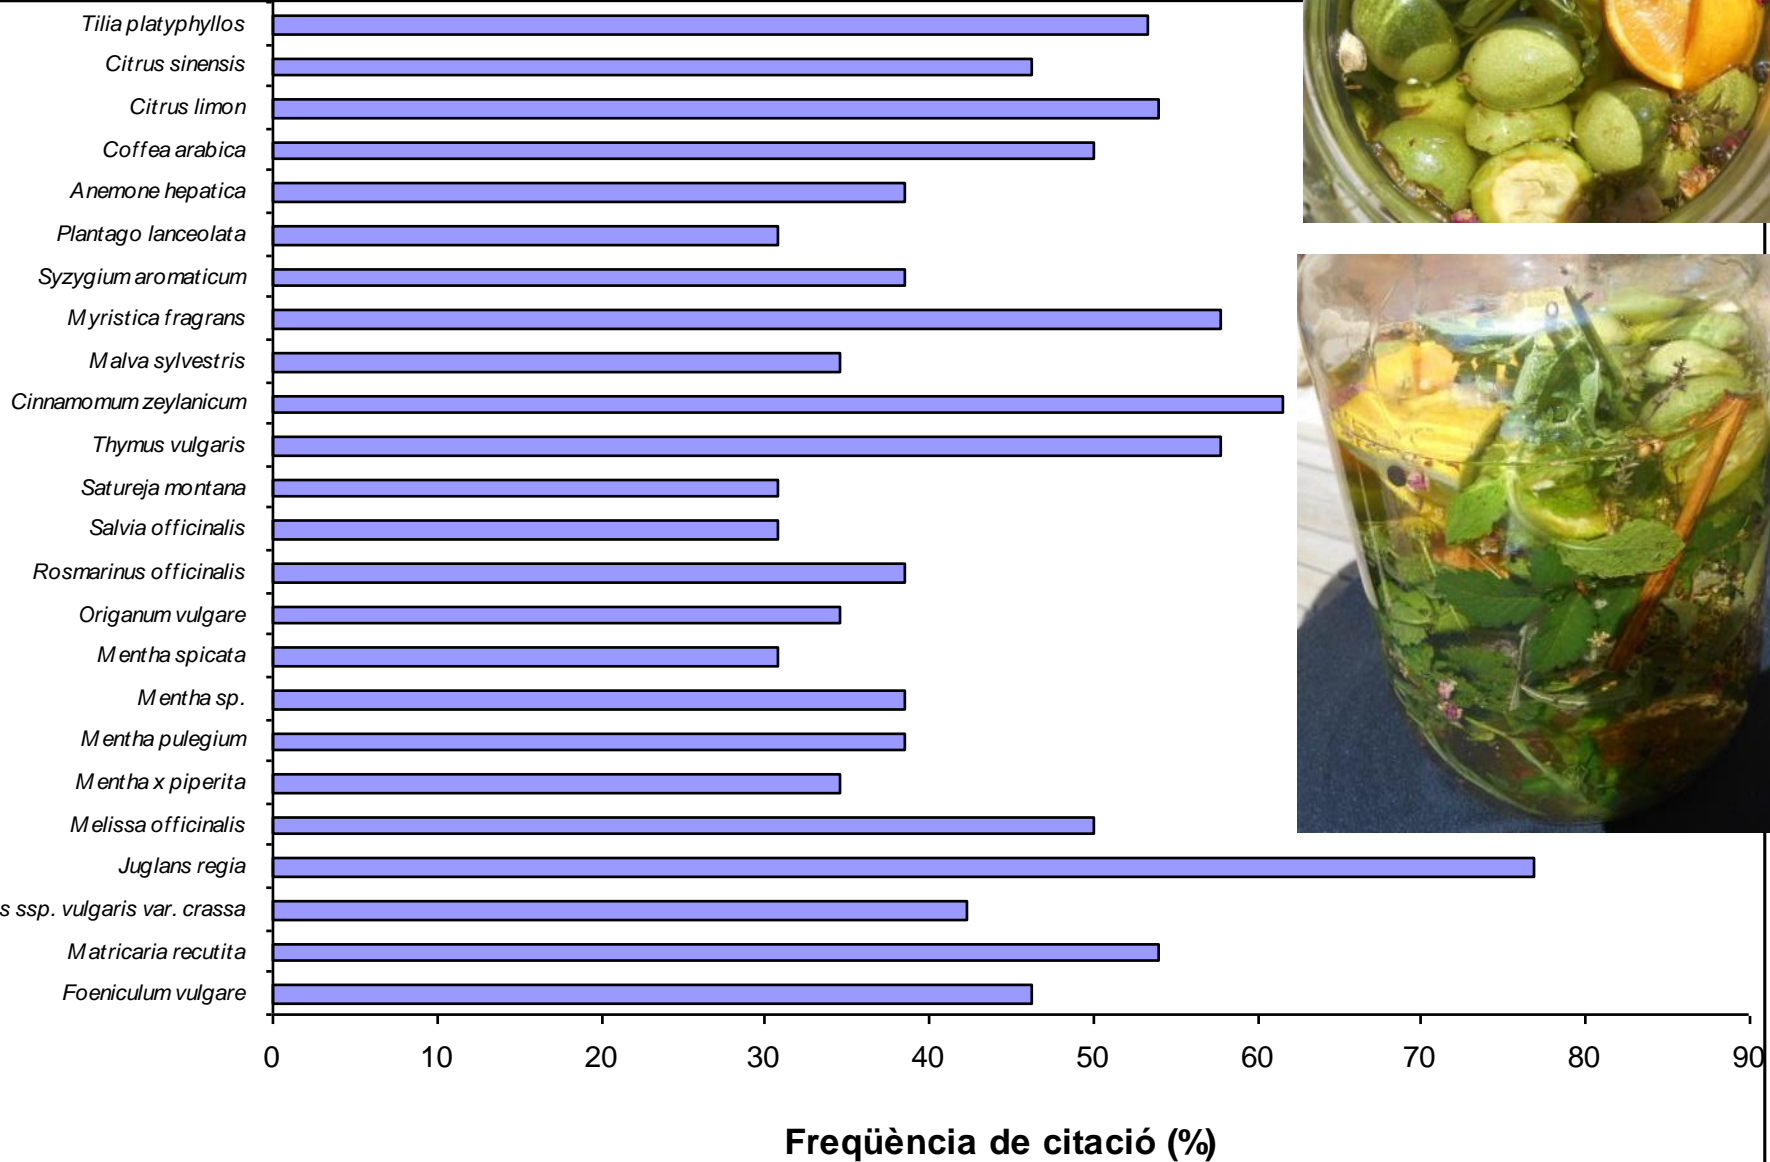 Tilia platyphyllos
Citrus sinensis
Citrus limon
Coffea arabica
Anemone hepatica
Plantago lanceolata
Syzygium aromaticum
Myristica fragrans
Malva sylvestris
Cinnamomum zeylanicum
Thymus vulgaris
Satureja montana
Salvia officinalis
Rosmarinus officinalis
Origanum vulgare
Mentha spicata
Mentha sp.
Mentha pulegium
Mentha x piperita
Melissa officinalis
Juglans regia
ssp. vulgaris var. crassa
Matricaria recutita
Foeniculum vulgare
0 10 20 30 40 50 60 70 80 90
Freqüència de citació (%)